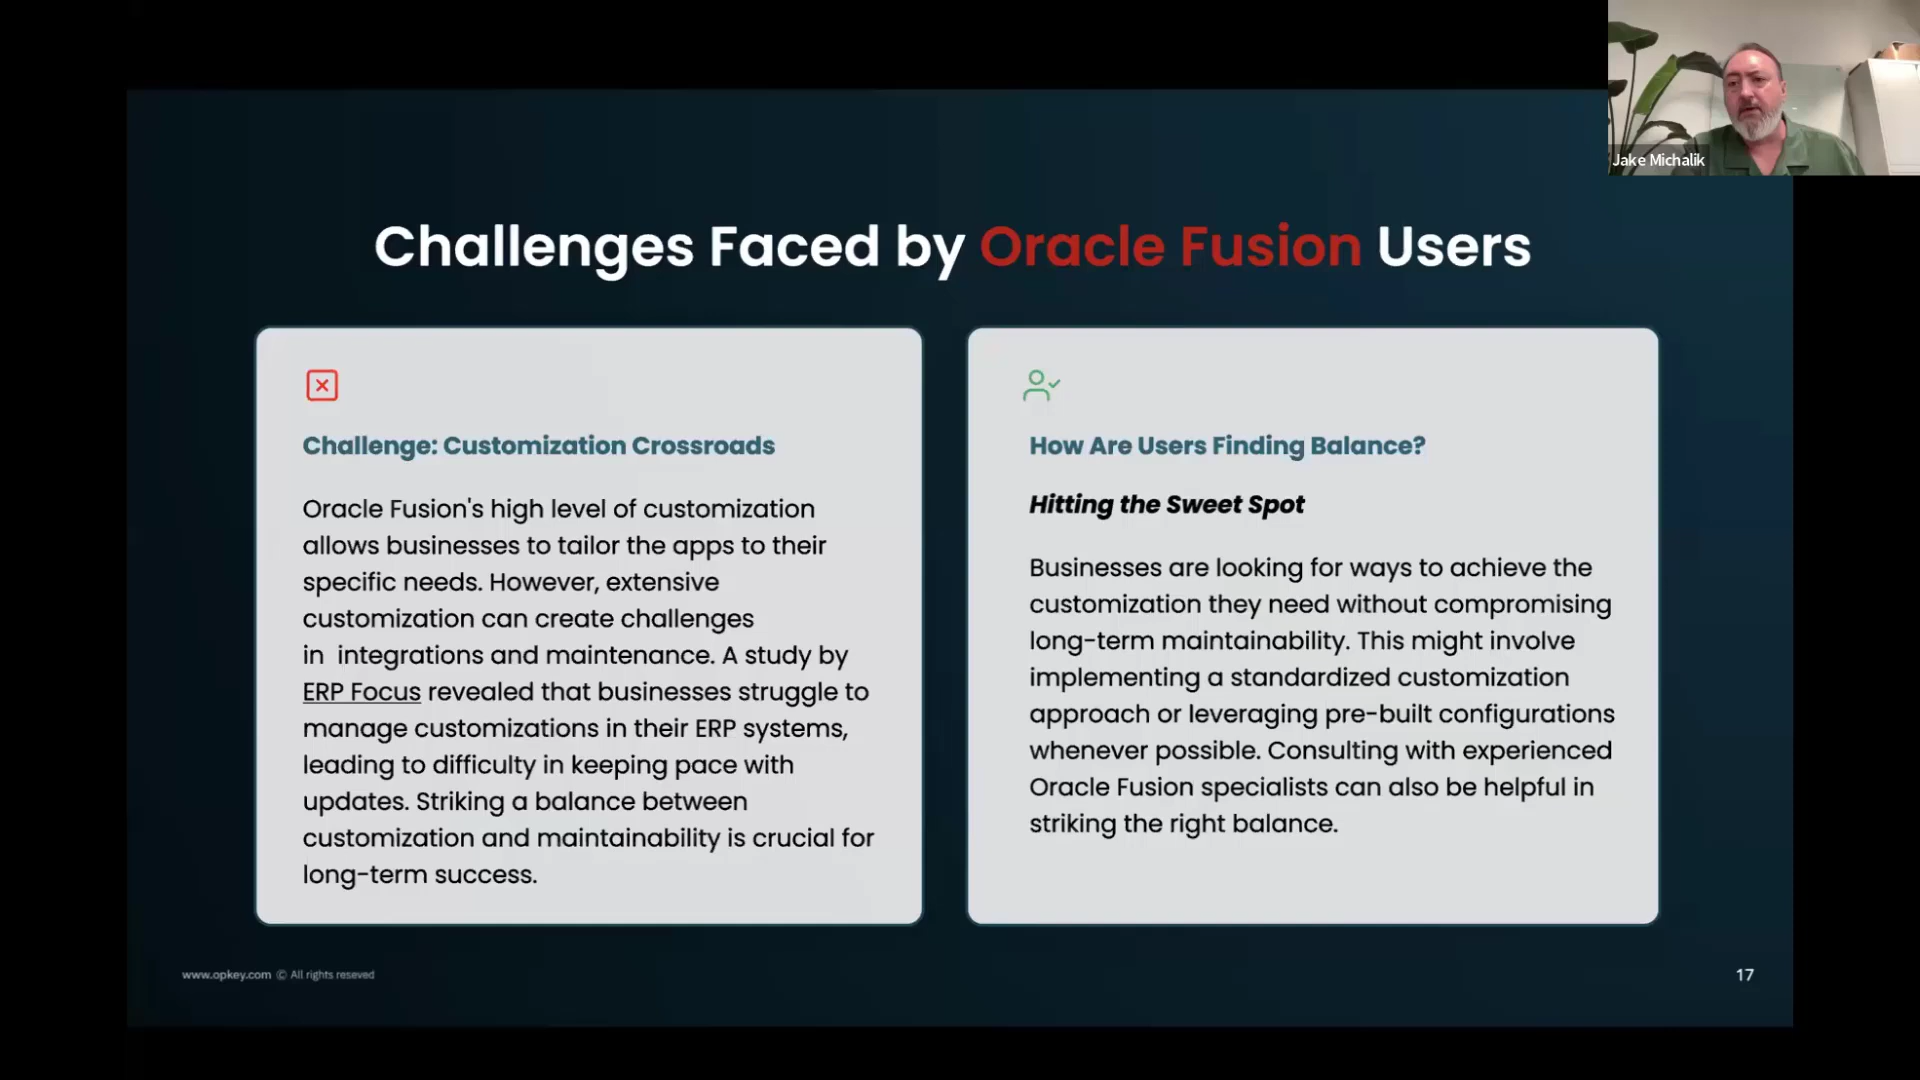 Jake Michalik
Challenges Faced by Oracle Fusion Users
Challenge: Customization Crossroads
Oracle Fusion's high level of customization
allows businesses to tailor the apps to their
specific needs. However, extensive
customization can create challenges
in  integrations and maintenance. A study by
ERP Focus revealed that businesses struggle to
manage customizations in their ERP systems,
leading to difficulty in keeping pace with
updates. Striking a balance between
customization and maintainability is crucial for
long-term success.
How Are Users Finding Balance?
Hitting the Sweet Spot
Businesses are looking for ways to achieve the
customization they need without compromising
long-term maintainability. This might involve
implementing a standardized customization
approach or leveraging pre-built configurations
whenever possible. Consulting with experienced
Oracle Fusion specialists can also be helpful in
striking the right balance.
www.opkey.com © All rights reseved
17